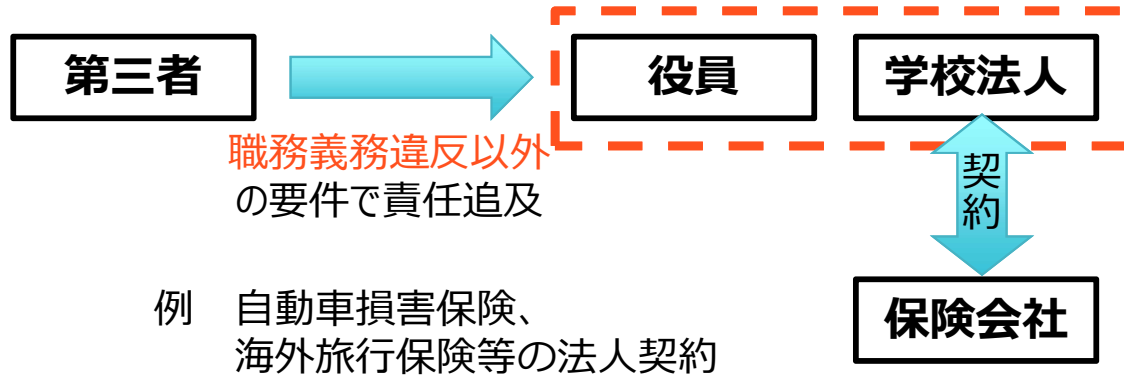 第三者
役員
学校法人
職務義務違反以外
の要件で責任追及
契
約
例　自動車損害保険、
海外旅行保険等の法人契約
保険会社